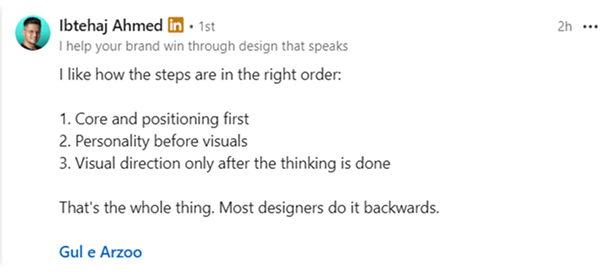 Ibtehaj Ahmed in • 1st
2h ...
I help your brand win through design that speaks
I like how the steps are in the right order:
1. Core and positioning first
2. Personality before visuals
3. Visual direction only after the thinking is done
That's the whole thing. Most designers do it backwards.
Gul e Arzoo